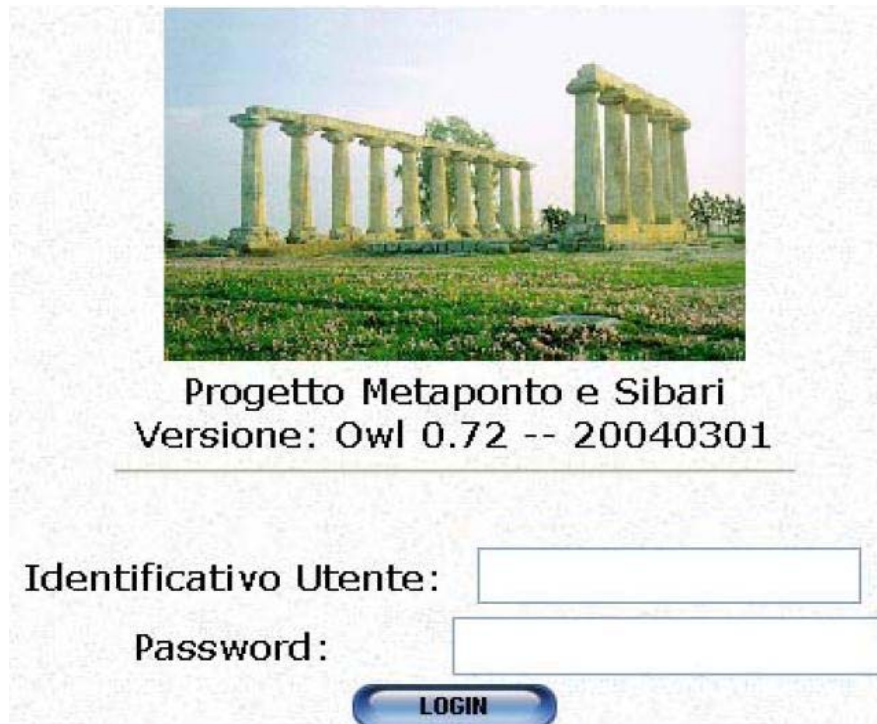 Progetto Metaponto e Sibari
Versione: Owl 0.72 -- 20040301
Identificativo Utente:
Password:
LOGIN